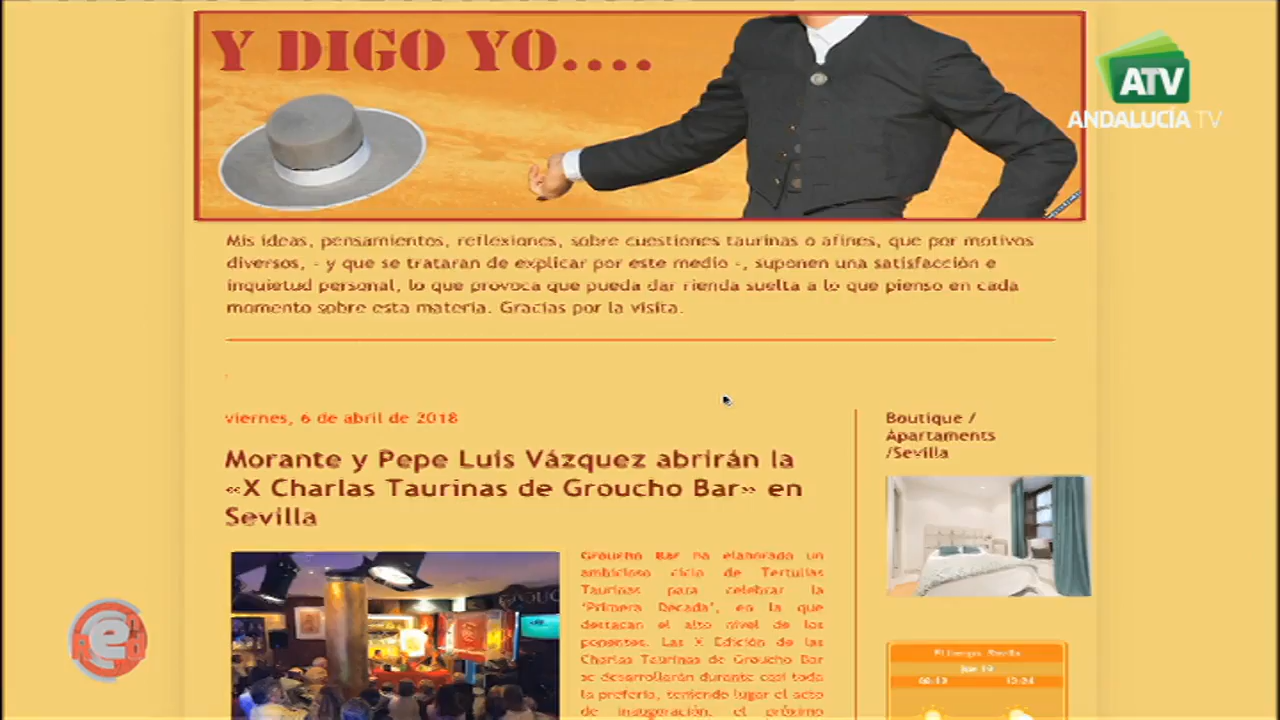 Y DIGO YO....
ATV
ANDALUCÍA TV
Mis ideas, pensamientos, reflexiones, sobre cuestiones taurinas o afines, que por motivos
diversos, - y que se trataran de explicar por este medio -, suponen una satisfacción e
inquietud personal, lo que provoca que pueda dar rienda suelta a lo que pienso en cada
momento sobre esta materia. Gracias por la visita.
viernes, 6 de abril de 2018
Morante y Pepe Luis Vázquez abrirán la
«X Charlas Taurinas de Groucho Bar» en
Sevilla
Groucho Bar ha elaborado un
ambicioso ciclo de Tertulias
Taurinas para celebrar la
"Primera Decada", en la que
destacan el alto nivel de los
ponentes. Las X Edición de las
Charlas Taurinas de Groucho Bar
se desarrollarán durante casi toda
la preferia, teniendo lugar el acto
de inauguración, el próximo
Boutique /
Apartaments
/Sevilla
El tiempo Sevilla